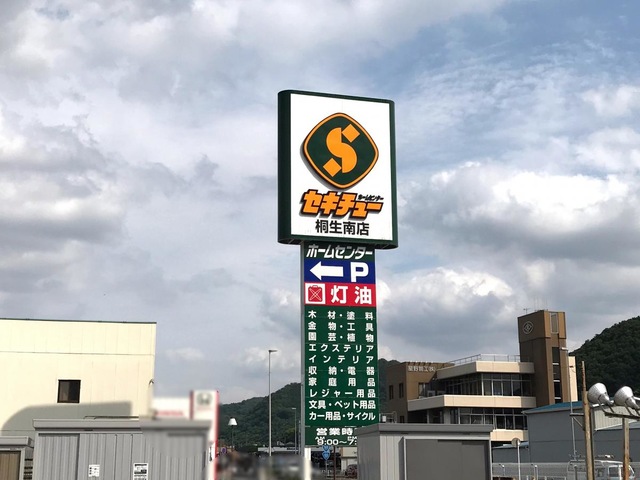 S
ホームセンター
セキチュー
桐生南店
ホームセンター
P
灯油
木材・塗料
金物・工具
園芸・植物
エクステリア
インテリア
収納・電器
家庭用品
レジャー用品
文具・ペット用品
カー用品・サイクル
営業時